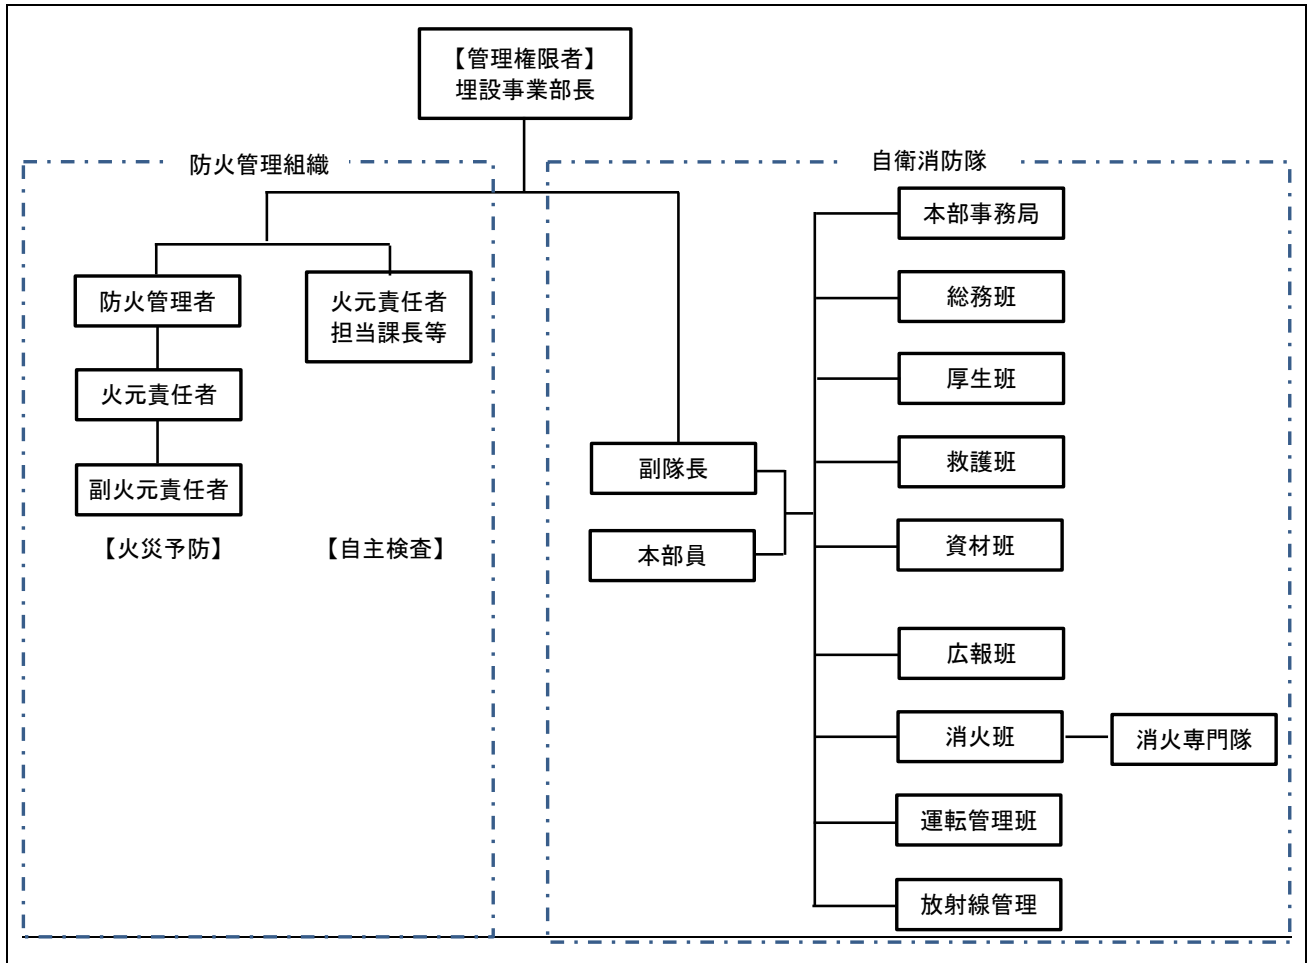 【管理権限者】
埋設事業部長
防火管理組織
防火管理者
火元責任者
副火元責任者
【火災予防】
火元責任者
担当課長等
【自主検査】
自衛消防隊
副隊長
本部員
本部事務局
総務班
厚生班
救護班
資材班
広報班
消火班
消火専門隊
運転管理班
放射線管理